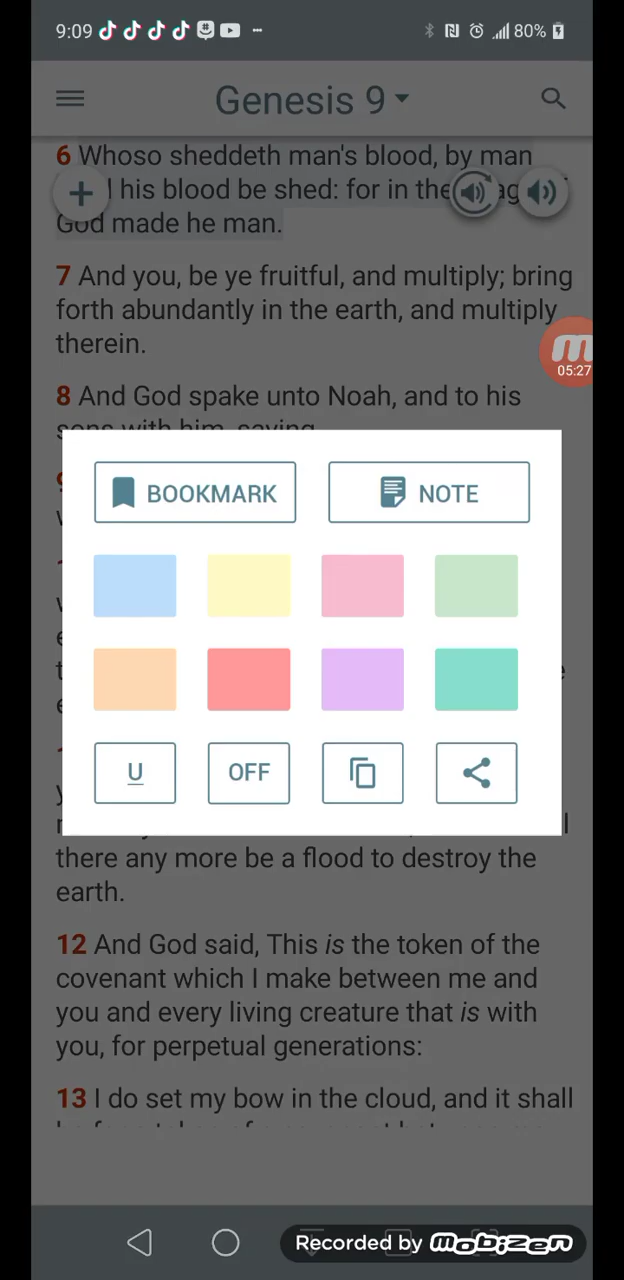 9:09 80%
Genesis 9
6 Whoso sheddeth man's blood, by man
his blood be shed: for in the
God made he man.
7 And you, be ye fruitful, and multiply; bring
forth abundantly in the earth, and multiply
therein.
05:27
8 And God spake unto Noah, and to his
sons with him, saying,
BOOKMARK NOTE
U OFF
there any more be a flood to destroy the
earth.
12 And God said, This is the token of the
covenant which I make between me and
you and every living creature that is with
you, for perpetual generations:
13 I do set my bow in the cloud, and it shall
Recorded by mobizen